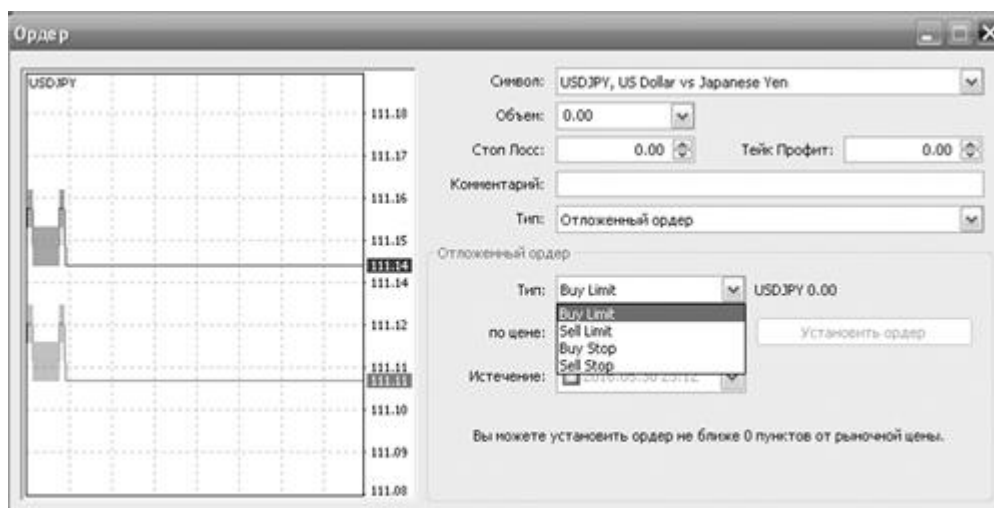 Ордер
USDJPY
111.18
111.17
111.16
111.15
111.14
111.14
111.12
111.11
111.11
111.10
111.09
111.08
Символ: USDJPY, US Dollar vs Japanese Yen
Объем: 0.00
Стоп Лосс: 0.00 Тейк Профит: 0.00
Комментарий:
Тип: Отложенный ордер
Отложенный ордер
Тип: Buy Limit USDJPY 0.00
Buy Limit
по цене: Sell Limit Установить ордер
Buy Stop
Sell Stop
Истечение:
Вы можете установить ордер не ближе 0 пунктов от рыночной цены.